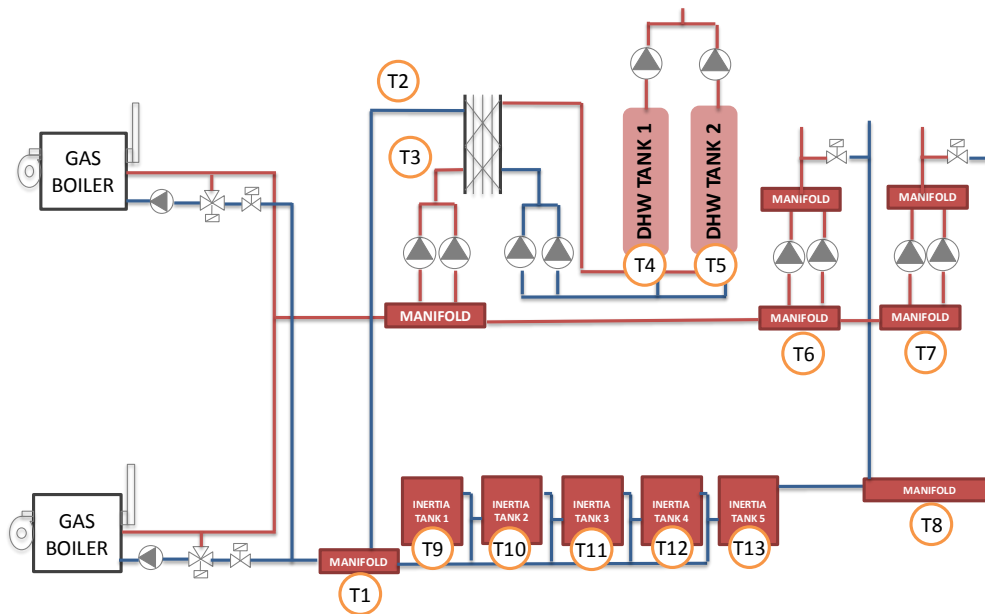 T2
T3
GAS
BOILER
DHW TANK 1
DHW TANK 2
T4
T5
MANIFOLD
MANIFOLD
MANIFOLD
MANIFOLD
MANIFOLD
T6
T7
GAS
BOILER
INERTIA
TANK 1
INERTIA
TANK 2
INERTIA
TANK 3
INERTIA
TANK 4
INERTIA
TANK 5
T9
T10
T11
T12
T13
MANIFOLD
T8
MANIFOLD
T1